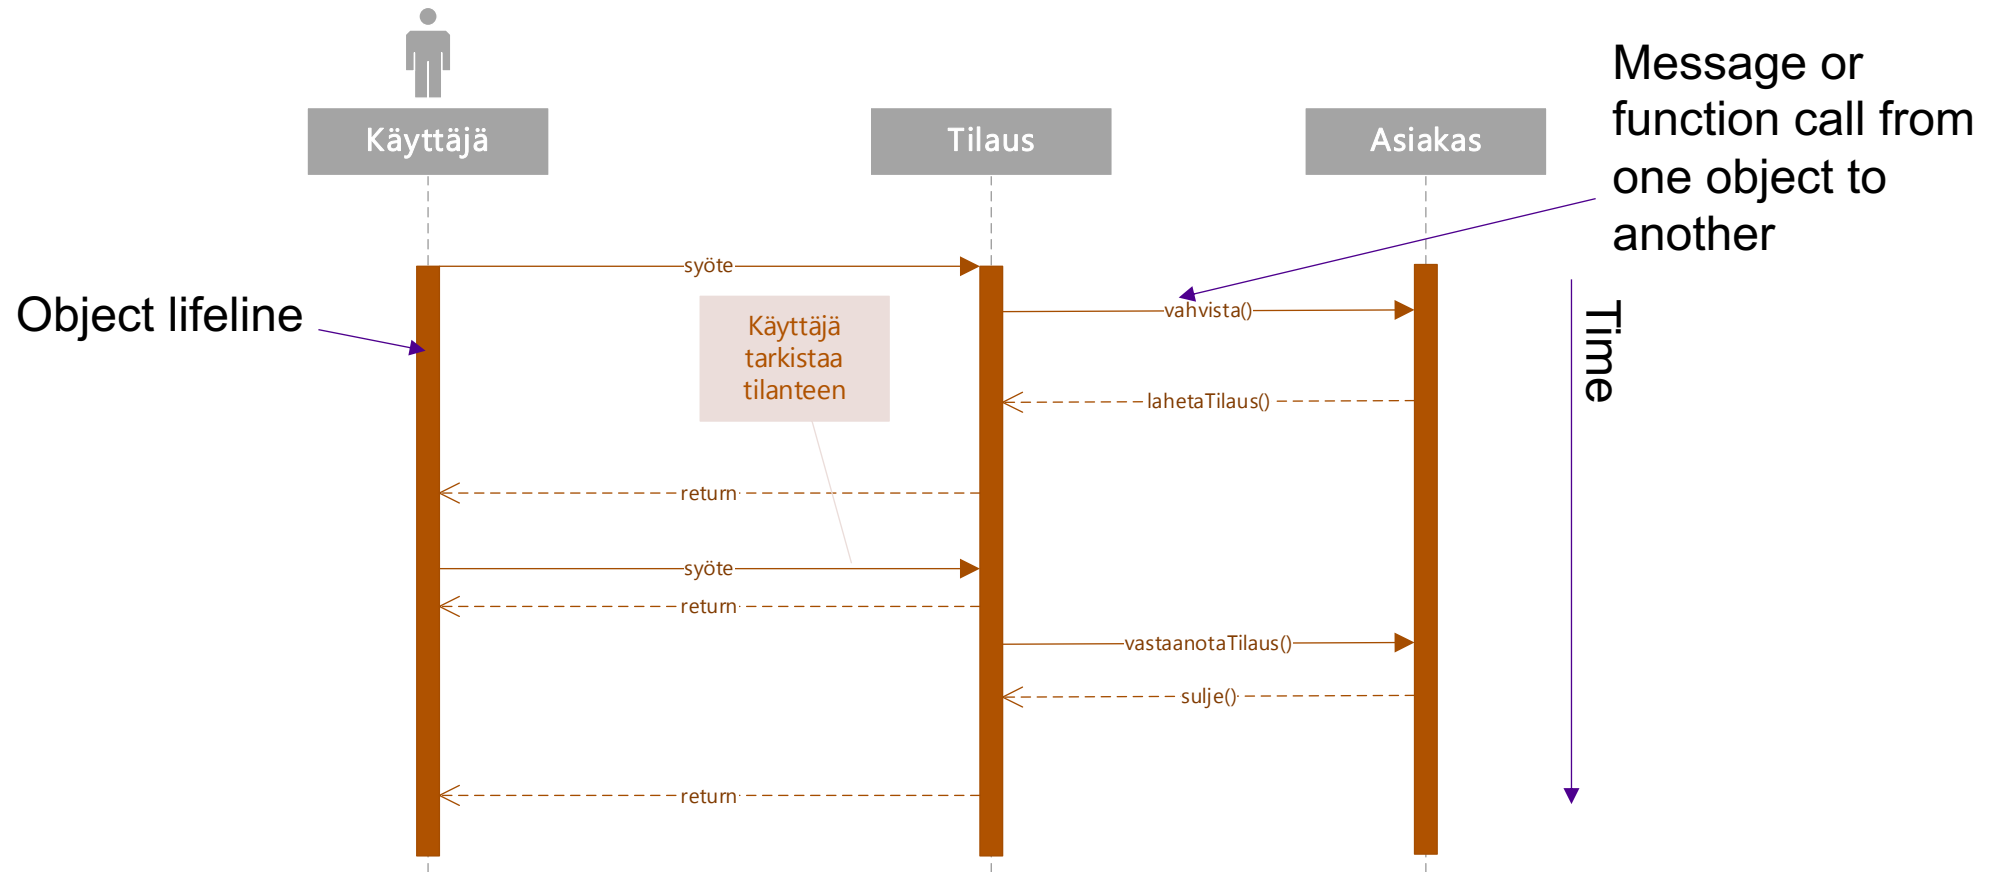 Käyttäjä
Tilaus
Asiakas
Message or
function call from
one object to
another
Object lifeline
syöte
vahvista()
Käyttäjä
tarkistaa
tilanteen
Time
lahetaTilaus()
return
syöte
return
vastaanotaTilaus()
sulje()
return